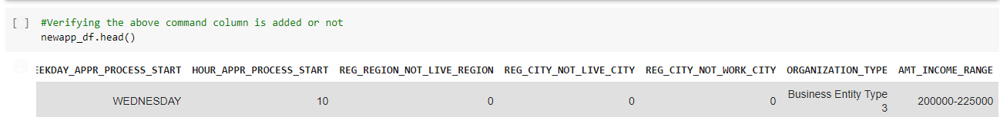 [ ] #Verifying the above command column is added or not
newapp_df.head()
EEKDAY_APPR_PROCESS_START HOUR_APPR_PROCESS_START REG_REGION_NOT_LIVE_REGION REG_CITY_NOT_LIVE_CITY REG_CITY_NOT_WORK_CITY ORGANIZATION_TYPE AMT_INCOME_RANGE
WEDNESDAY 10 0 0 0 Business Entity Type 3 200000-225000